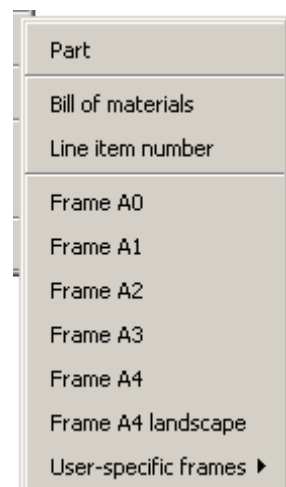 Part
Bill of materials
Line item number
Frame A0
Frame A1
Frame A2
Frame A3
Frame A4
Frame A4 landscape
User-specific frames